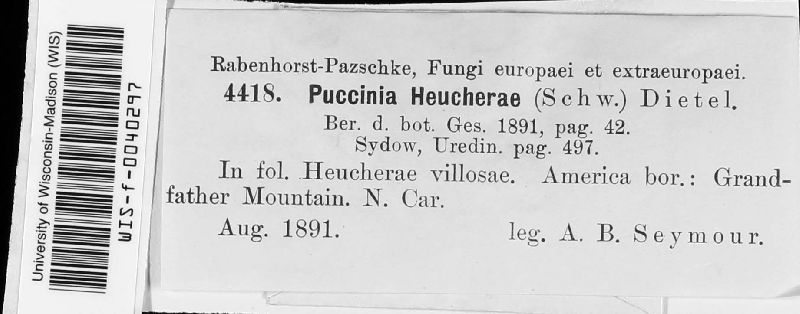 University of Wisconsin-Madison (WIS)
WIS-f-0040297
Rabenhorst-Pazschke, Fungi europaei et extraeuropaei.
4418. Puccinia Heucherae (Schw.) Dietel.
Ber. d. bot. Ges. 1891, pag. 42.
Sydow, Uredin. pag. 497.
In fol. Heucherae villosae. America bor.: Grand-
father Mountain. N. Car.
Aug. 1891. leg. A. B. Seymour.